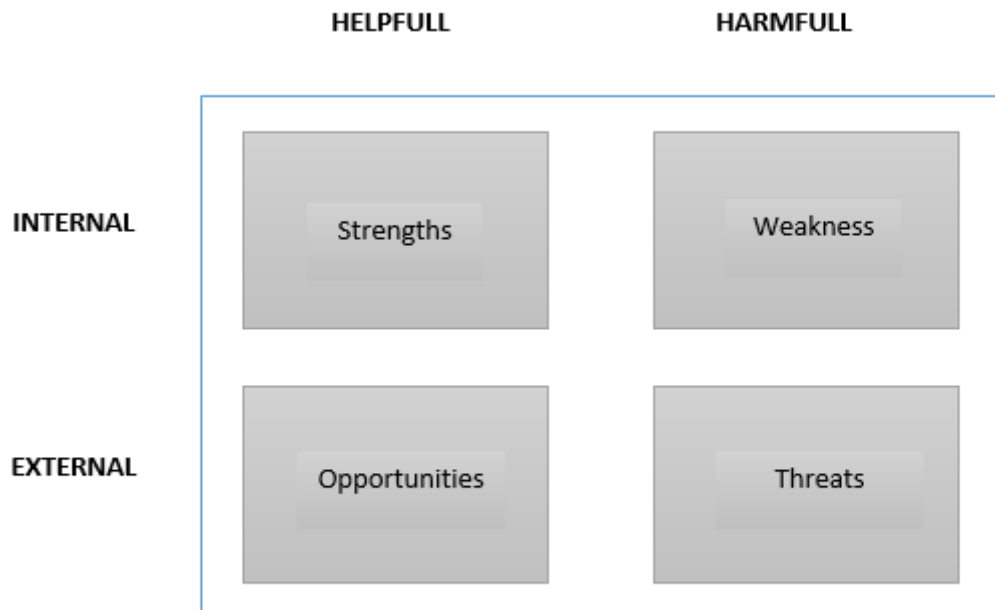 HELPFULL HARMFULL
INTERNAL Strengths Weakness
EXTERNAL Opportunities Threats